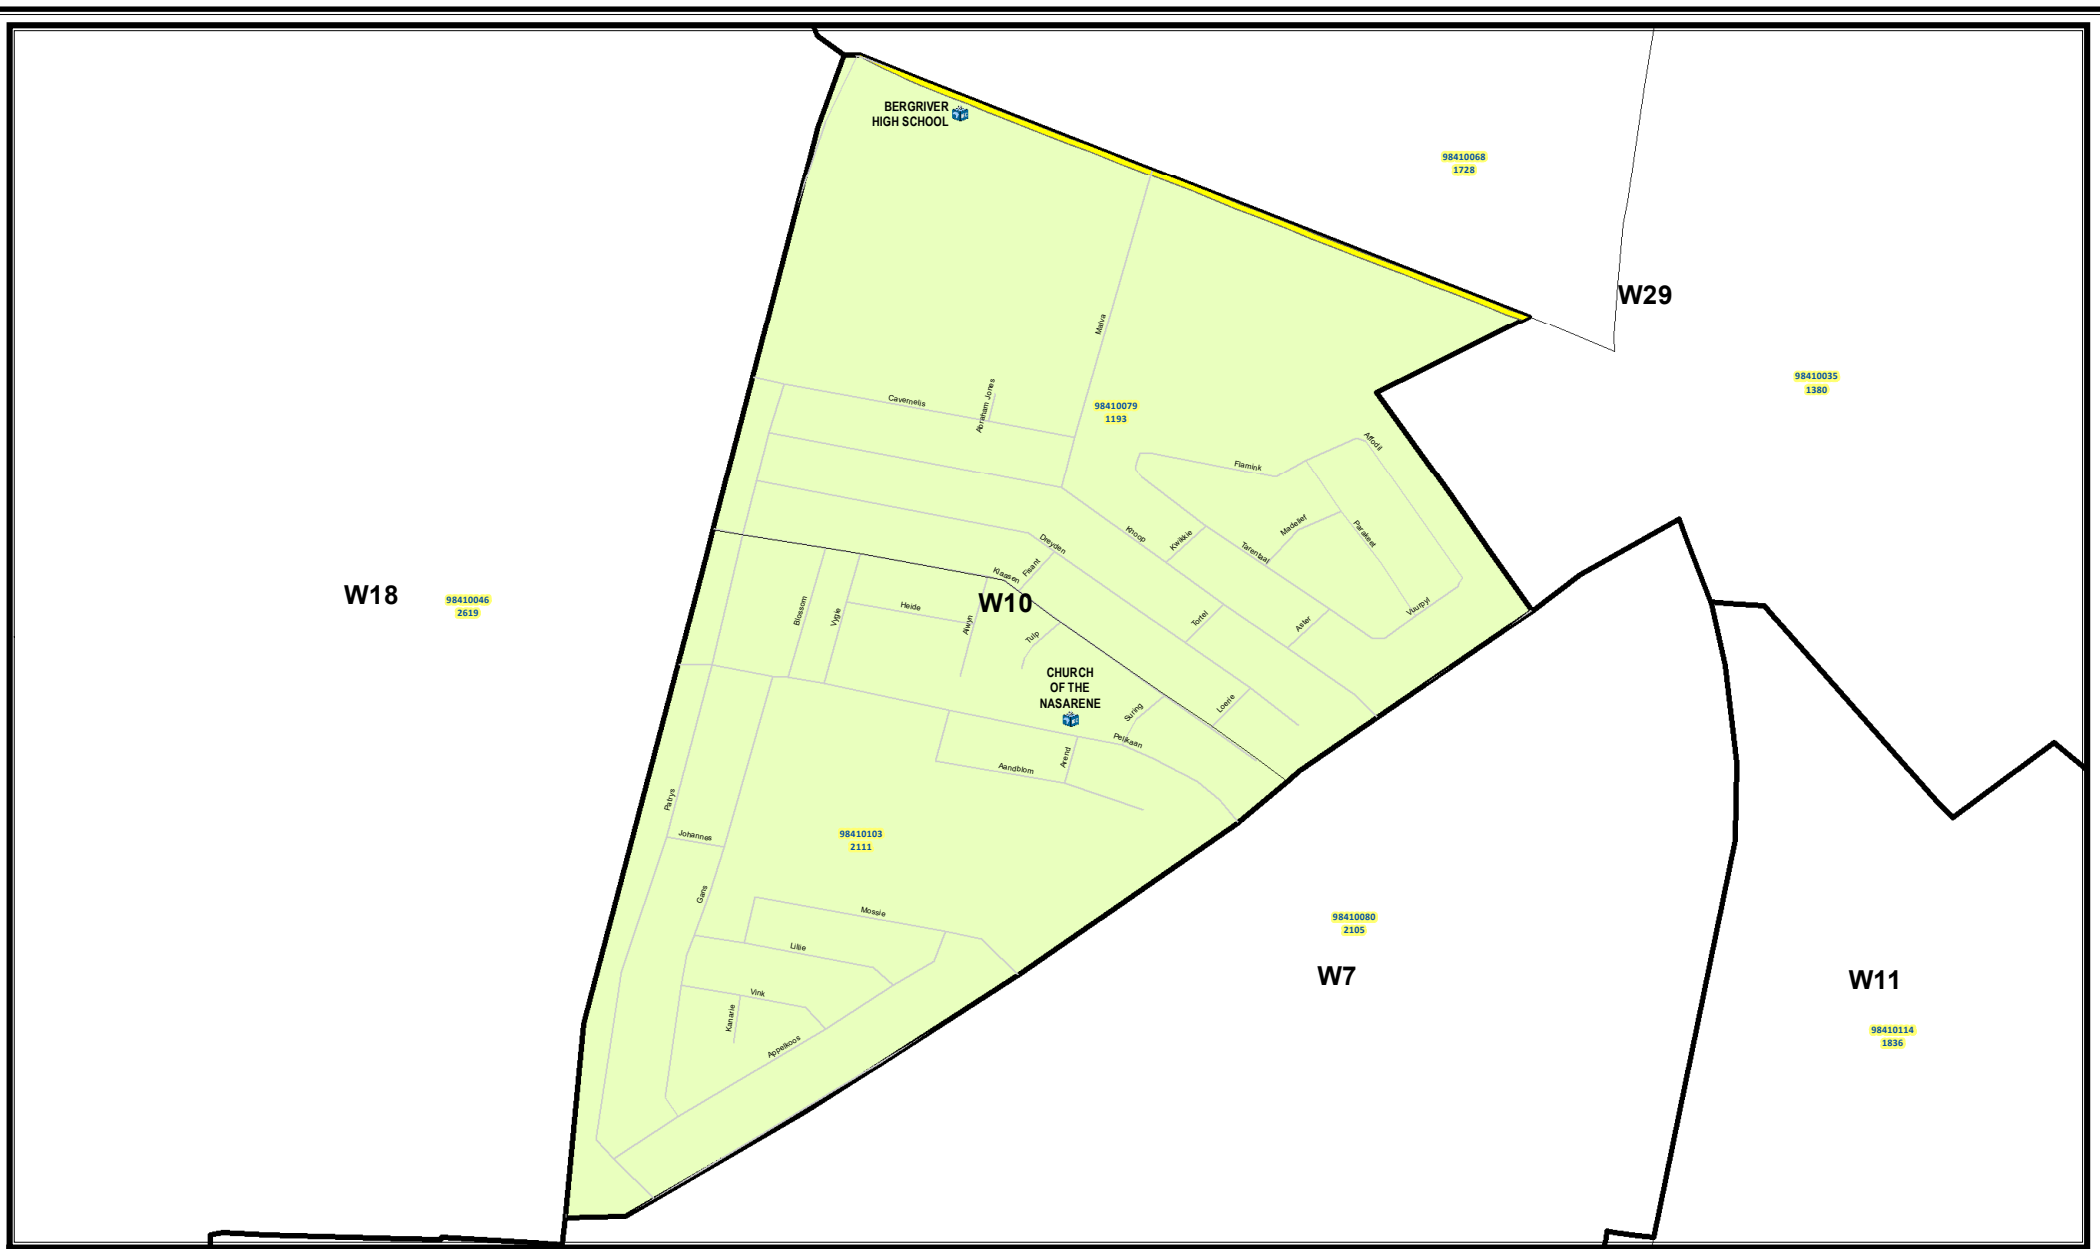 BERGRIVER
HIGH SCHOOL
98410068
1728
W29
Malva
98410035
1380
Cavernelis
Abraham Jones
98410079
1193
Affodil
Flamink
Khoop
Kwikkie
Madelief
Parakeet
Dreyden
Tarentaal
Klaasen
Fisant
W18
98410046
2619
W10
Blossom
Vygie
Heide
Alwyn
Tulp
Tortel
Aster
Vuurpyl
CHURCH
OF THE
NASARENE
Suring
Loerie
Pelikaan
Arend
Aandblom
Patrys
Johannes
98410103
2111
Gans
Mossie
98410080
2105
Lillie
W7
W11
Vink
Kanarie
Appelkoos
98410114
1836